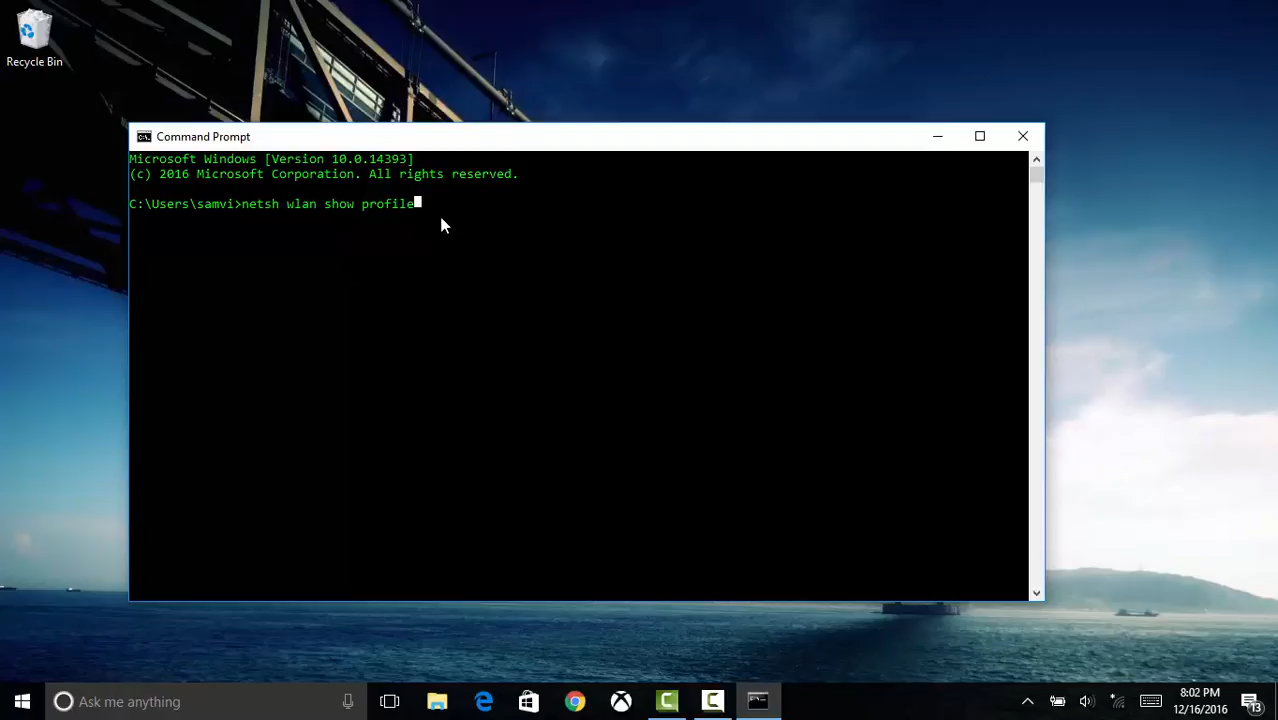 Recycle Bin
Command Prompt
Microsoft Windows [Version 10.0.14393]
(c) 2016 Microsoft Corporation. All rights reserved.
C:\Users\samvi>netsh wlan show profile
Ask me anything
8:02 PM
12/16/2016
13